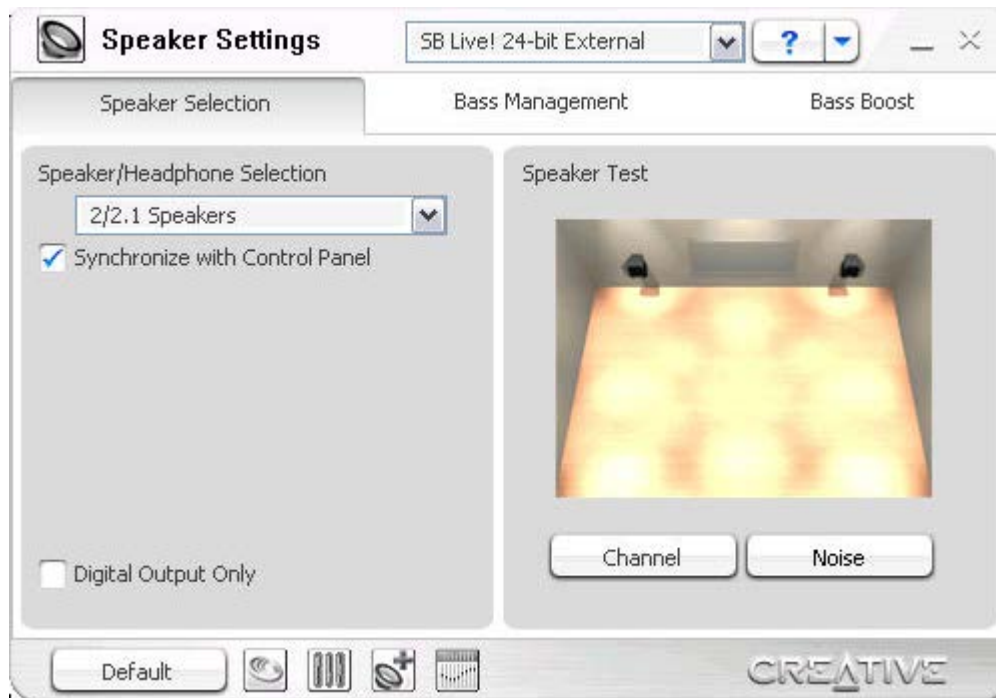 Speaker Settings
SB Live! 24-bit External
?
Speaker Selection
Bass Management
Bass Boost
Speaker/Headphone Selection
2/2.1 Speakers
Synchronize with Control Panel
Digital Output Only
Speaker Test
Channel
Noise
Default
CREATIVE